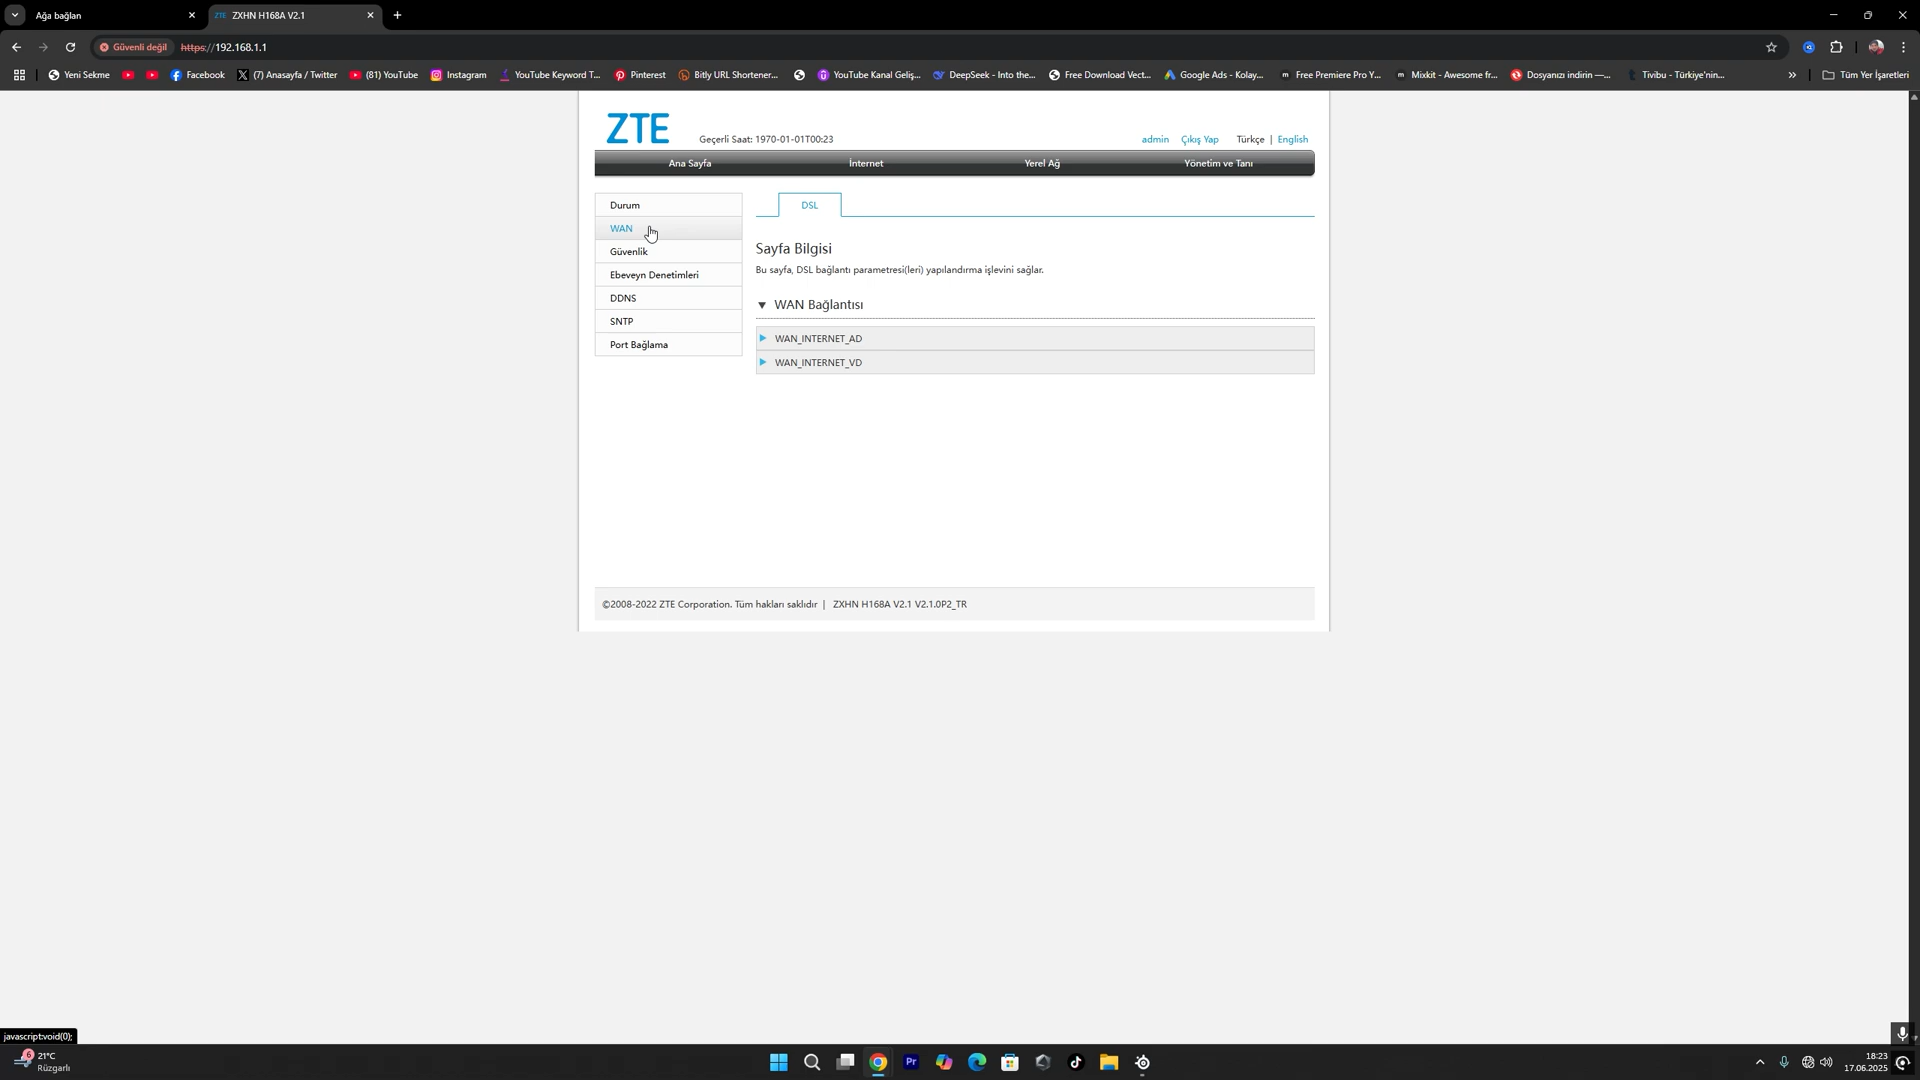 Ağa bağlan
ZTE ZXHN H168A V2.1
Güvenli değil https://192.168.1.1
Yeni Sekme Facebook (7) Anasayfa / Twitter (81) YouTube Instagram YouTube Keyword T... Pinterest Bitly URL Shortener... YouTube Kanal Geliş... DeepSeek - Into the... Free Download Vect... Google Ads - Kolay... Free Premiere Pro Y... Mixkit - Awesome fr... Dosyanızı indirin —... Tivibu - Türkiye'nin... » Tüm Yer İşaretleri
ZTE
Geçerli Saat: 1970-01-01T00:23
admin Çıkış Yap Türkçe | English
Ana Sayfa İnternet Yerel Ağ Yönetim ve Tanı
Durum
WAN
Güvenlik
Ebeveyn Denetimleri
DDNS
SNTP
Port Bağlama
DSL
Sayfa Bilgisi
Bu sayfa, DSL bağlantı parametresi(leri) yapılandırma işlevini sağlar.
WAN Bağlantısı
WAN_INTERNET_AD
WAN_INTERNET_VD
©2008-2022 ZTE Corporation. Tüm hakları saklıdır | ZXHN H168A V2.1 V2.1.0P2_TR
javascript:void(0);
6
21°C
Rüzgarlı
Pr
18:23
17.06.2025